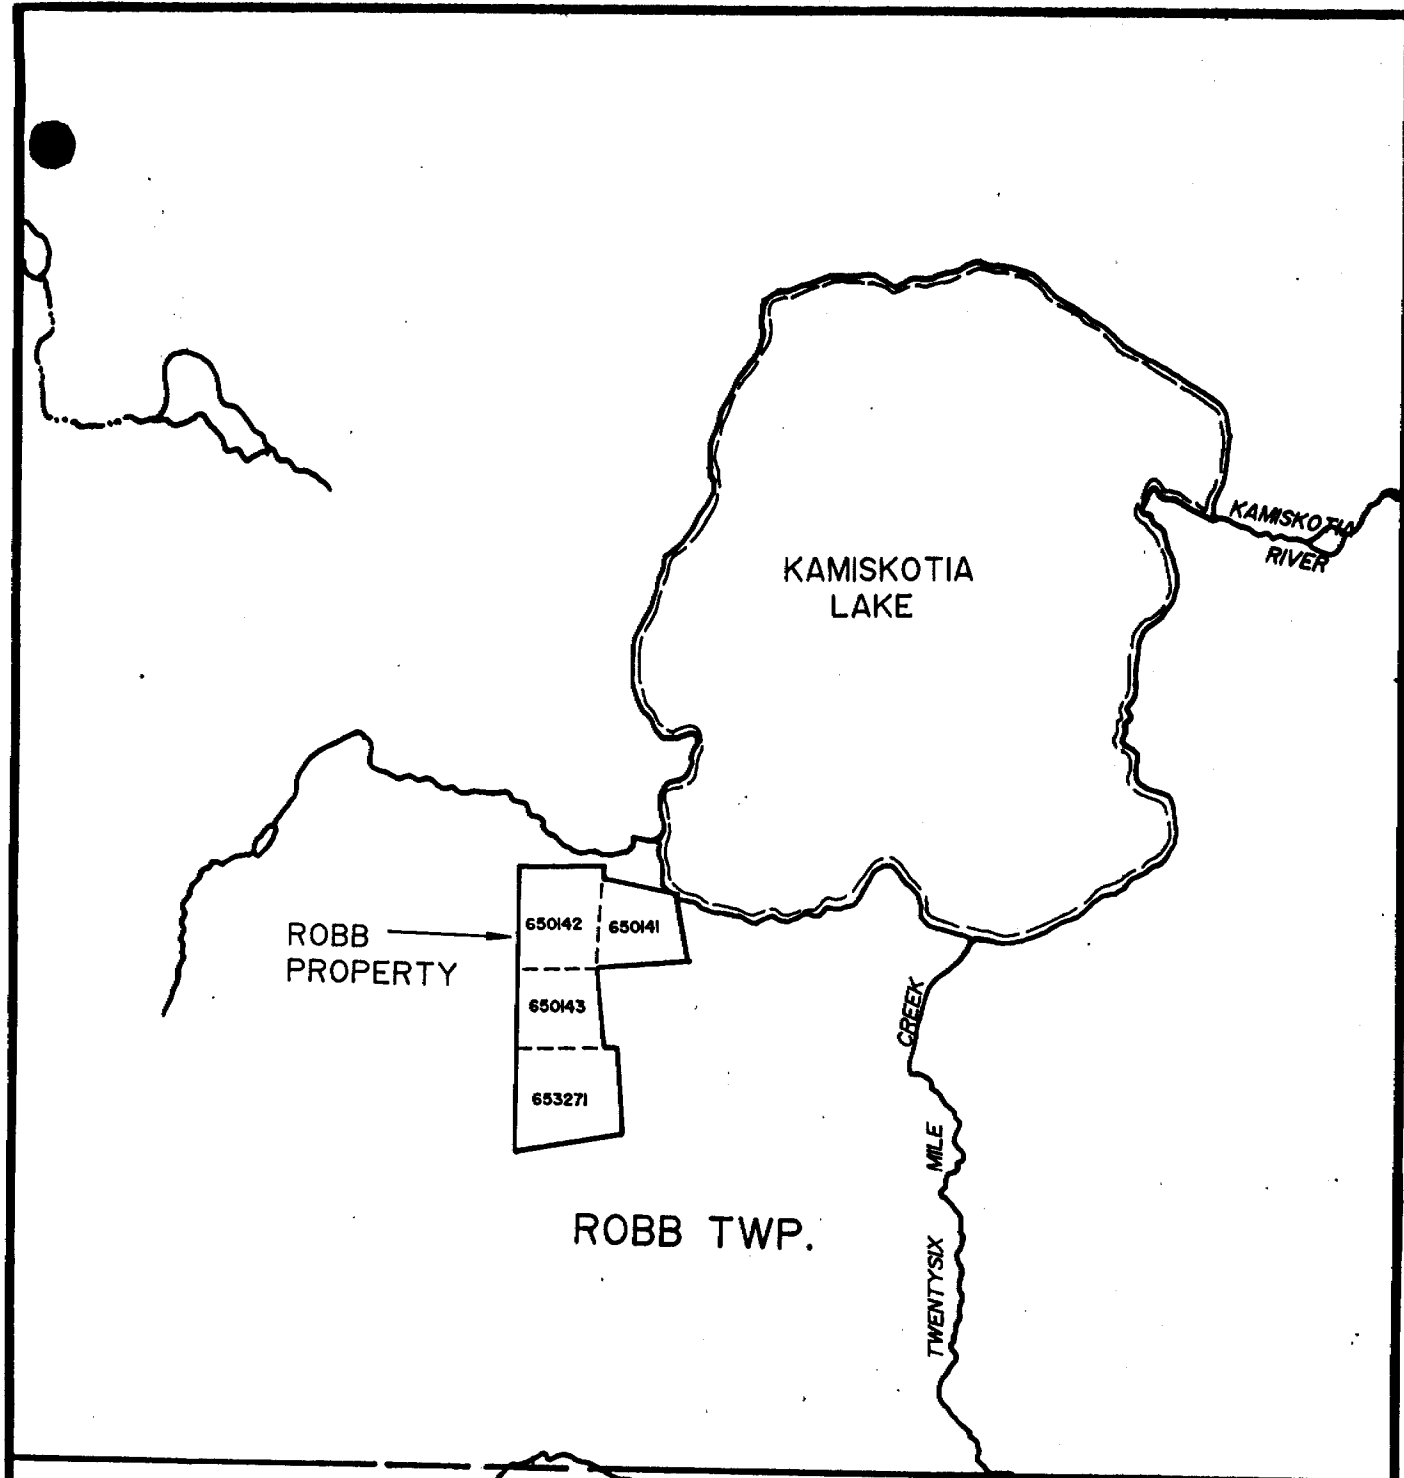 KAMISKOTIA
RIVER
KAMISKOTIA
LAKE
650142
650141
ROBB
PROPERTY
650143
CREEK
653271
MILE
ROBB TWP.
TWENTYSIX